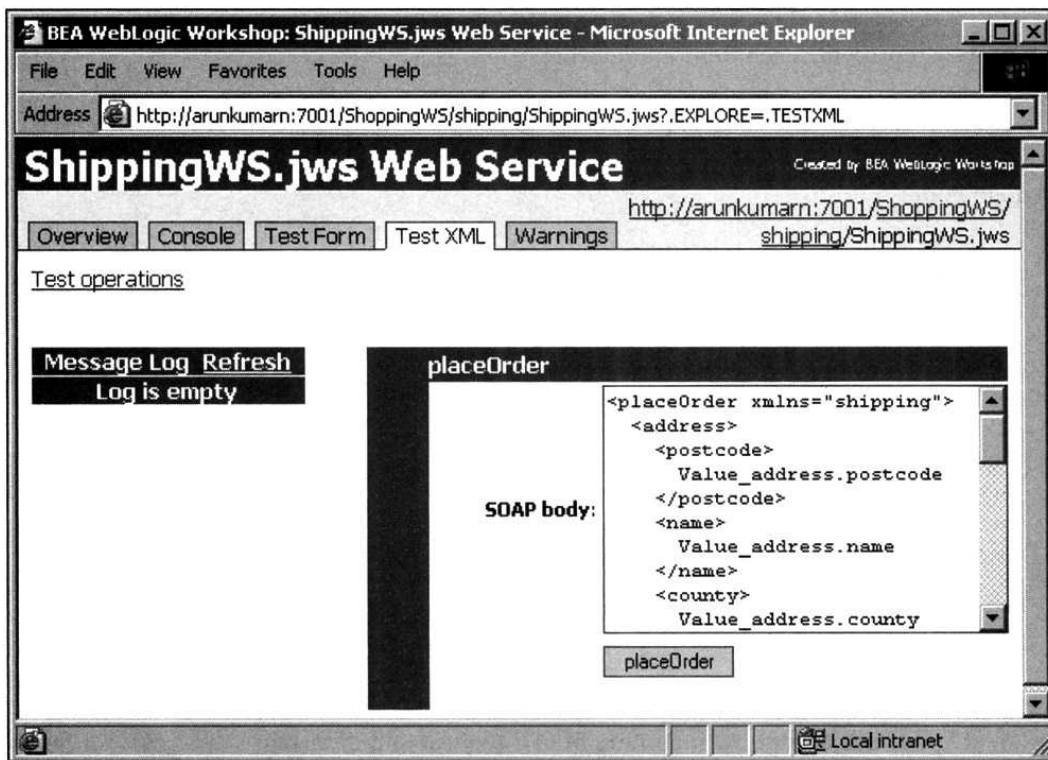 BEA WebLogic Workshop: ShippingWS.jws Web Service - Microsoft Internet Explorer
File Edit View Favorites Tools Help
Address http://arunkumarn:7001/ShoppingWS/shipping/ShippingWS.jws?.EXPLORE=.TESTXML
ShippingWS.jws Web Service
Created by BEA WebLogic Workshop
http://arunkumarn:7001/ShoppingWS/
shipping/ShippingWS.jws
Overview Console Test Form Test XML Warnings
Test operations
Message Log Refresh
Log is empty
placeOrder
SOAP body:
<placeOrder xmlns="shipping">
<address>
<postcode>
Value_address.postcode
</postcode>
<name>
Value_address.name
</name>
<county>
Value_address.county
placeOrder
Local intranet